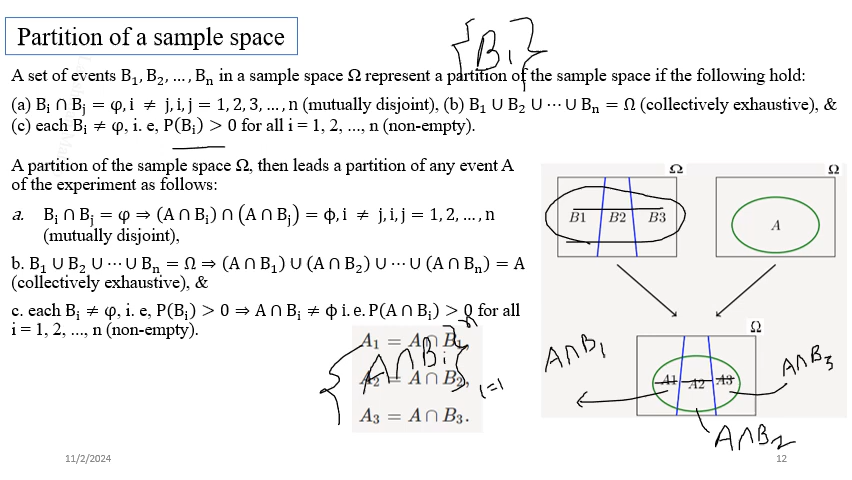 Partition of a sample space
{Bi}
A set of events B₁, B₂, ..., Bₙ in a sample space Ω represent a partition of the sample space if the following hold:
(a) Bᵢ ∩ Bⱼ = φ, i ≠ j, i, j = 1, 2, 3, ..., n (mutually disjoint), (b) B₁ ∪ B₂ ∪ ⋯ ∪ Bₙ = Ω (collectively exhaustive), &
(c) each Bᵢ ≠ φ, i. e, P(Bᵢ) > 0 for all i = 1, 2, ..., n (non-empty).
A partition of the sample space Ω, then leads a partition of any event A
of the experiment as follows:
a. Bᵢ ∩ Bⱼ = φ ⇒ (A ∩ Bᵢ) ∩ (A ∩ Bⱼ) = ϕ, i ≠ j, i, j = 1, 2, ..., n
(mutually disjoint),
b. B₁ ∪ B₂ ∪ ⋯ ∪ Bₙ = Ω ⇒ (A ∩ B₁) ∪ (A ∩ B₂) ∪ ⋯ ∪ (A ∩ Bₙ) = A
(collectively exhaustive), &
c. each Bᵢ ≠ φ, i. e, P(Bᵢ) > 0 ⇒ A ∩ Bᵢ ≠ ϕ i. e. P(A ∩ Bᵢ) > 0 for all
i = 1, 2, ..., n (non-empty).
A₁ = A ∩ B₁,
A₂ = A ∩ B₂,
A₃ = A ∩ B₃.
{A∩Bi}ⁿ i=1
Ω
B1 B2 B3
Ω
A
Ω
A1 A2 A3
A∩B₁
A∩B₃
A∩B₂
11/2/2024
12